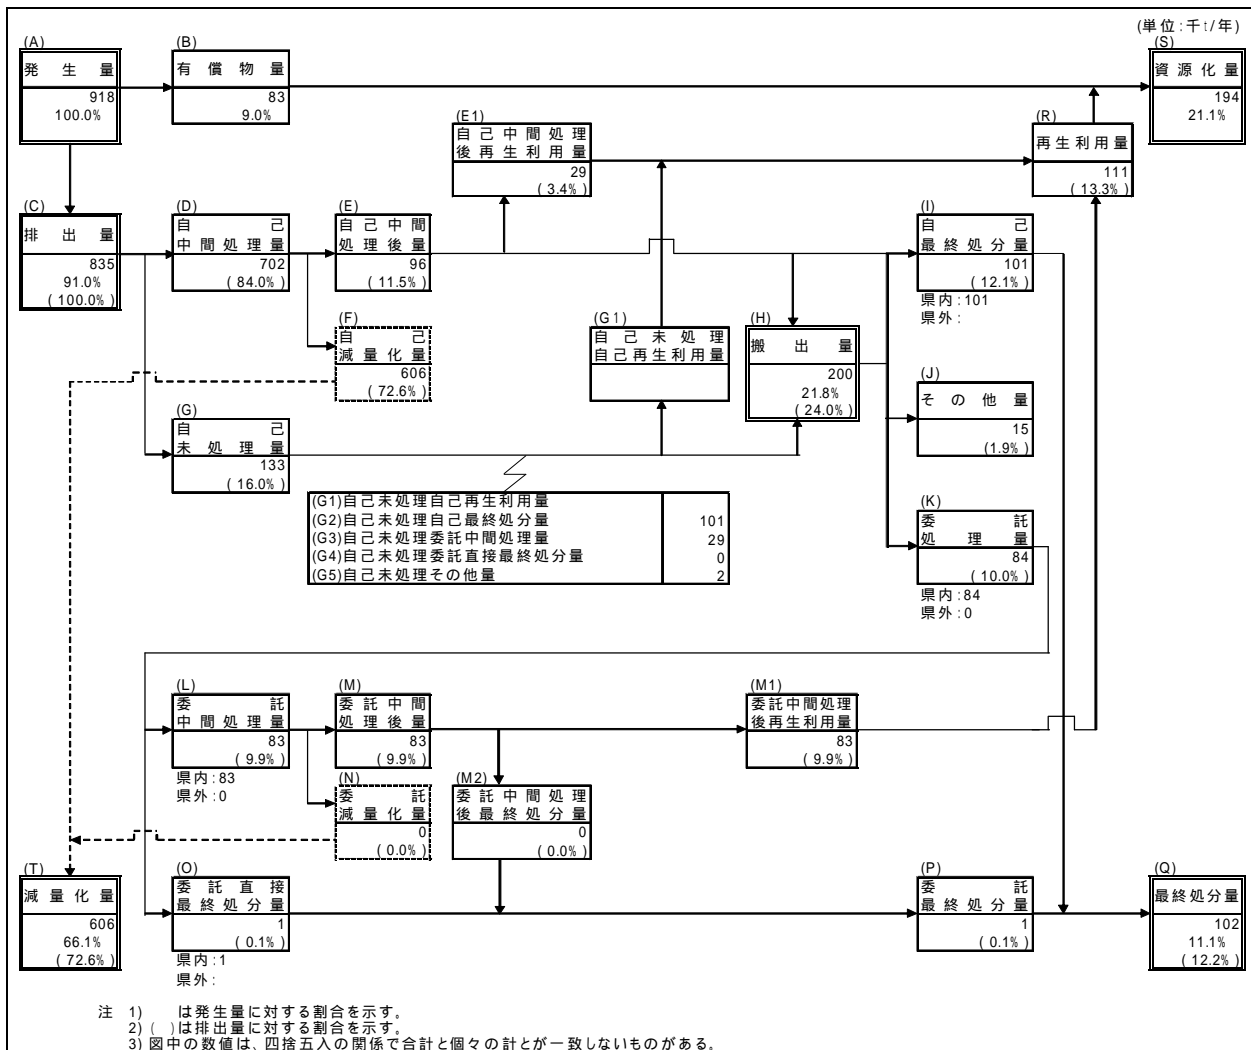 (単位:千t/年)
(A)
発生量
918
100.0%
(B)
有償物量
83
9.0%
(S)
資源化量
194
21.1%
(E1)
自己中間処理
後再生利用量
29
(3.4%)
(R)
再生利用量
111
(13.3%)
(C)
排出量
835
91.0%
(100.0%)
(D)
自己
中間処理量
702
(84.0%)
(E)
自己中間
処理後量
96
(11.5%)
(I)
自己
最終処分量
101
(12.1%)
県内:101
県外:
(F)
自己
減量化量
606
(72.6%)
(G1)
自己未処理
自己再生利用量
(H)
搬出量
200
21.8%
(24.0%)
(J)
その他量
15
(1.9%)
(G)
自己
未処理量
133
(16.0%)
(G1)自己未処理自己再生利用量
(G2)自己未処理自己最終処分量 101
(G3)自己未処理委託中間処理量 29
(G4)自己未処理委託直接最終処分量 0
(G5)自己未処理その他量 2
(K)
委託
処理量
84
(10.0%)
県内:84
県外:0
(L)
委託
中間処理量
83
(9.9%)
県内:83
県外:0
(M)
委託中間
処理後量
83
(9.9%)
(M1)
委託中間処理
後再生利用量
83
(9.9%)
(N)
委託
減量化量
0
(0.0%)
(M2)
委託中間処理
後最終処分量
0
(0.0%)
(T)
減量化量
606
66.1%
(72.6%)
(O)
委託直接
最終処分量
1
(0.1%)
県内:1
県外:
(P)
委託
最終処分量
1
(0.1%)
(Q)
最終処分量
102
11.1%
(12.2%)
注 1) は発生量に対する割合を示す。
2) ( )は排出量に対する割合を示す。
3) 図中の数値は、四捨五入の関係で合計と個々の計とが一致しないものがある。